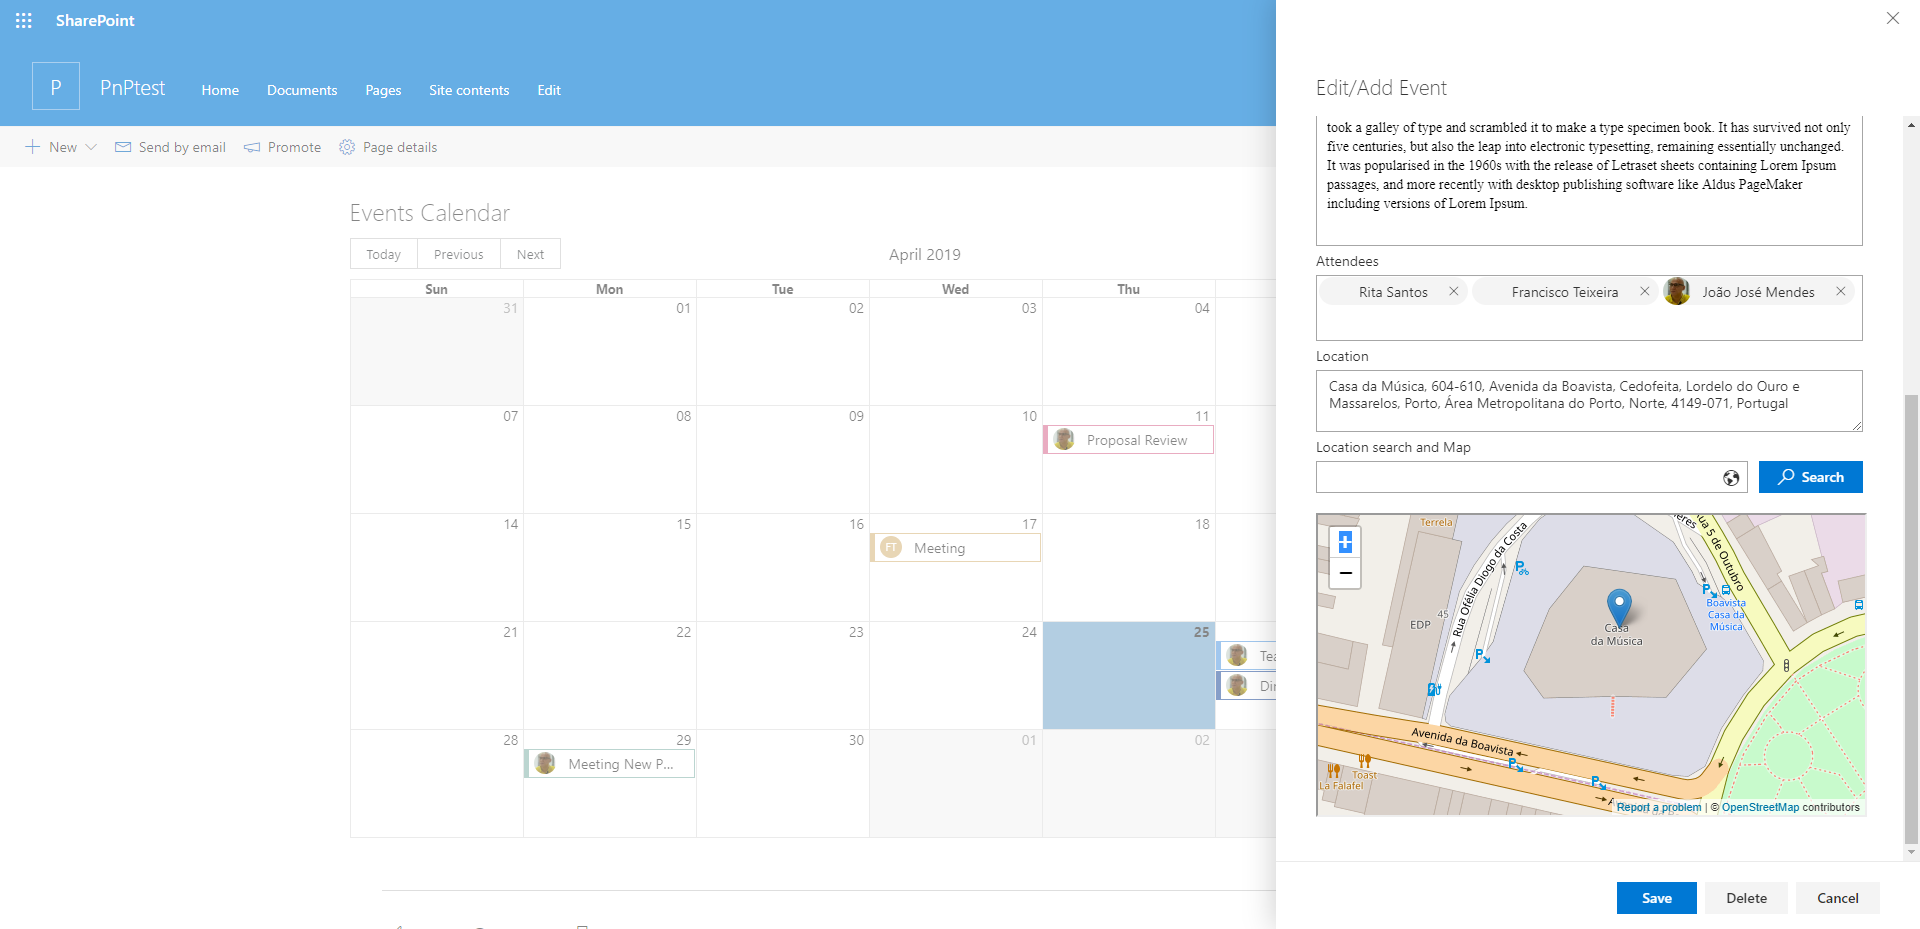 SharePoint
P
PnPtest
Home
Documents
Pages
Site contents
Edit
New
Send by email
Promote
Page details
Events Calendar
Today
Previous
Next
April 2019
Sun
Mon
Tue
Wed
Thu
31
01
02
03
04
07
08
09
10
11
Proposal Review
14
15
16
17
18
FT
Meeting
21
22
23
24
25
28
29
30
01
02
Meeting New P...
Edit/Add Event
took a galley of type and scrambled it to make a type specimen book. It has survived not only
five centuries, but also the leap into electronic typesetting, remaining essentially unchanged.
It was popularised in the 1960s with the release of Letraset sheets containing Lorem Ipsum
passages, and more recently with desktop publishing software like Aldus PageMaker
including versions of Lorem Ipsum.
Attendees
Rita Santos
Francisco Teixeira
João José Mendes
Location
Casa da Música, 604-610, Avenida da Boavista, Cedofeita, Lordelo do Ouro e
Massarelos, Porto, Área Metropolitana do Porto, Norte, 4149-071, Portugal
Location search and Map
Search
+
−
Terrela
Rua Ofélia Diogo da Costa
Rua 5 de Outubro
P
P
Boavista
Casa da
Música
45
EDP
Casa
da Música
P
Avenida da Boavista
P
P
Toast
La Falafel
Report a problem | © OpenStreetMap contributors
Save
Delete
Cancel